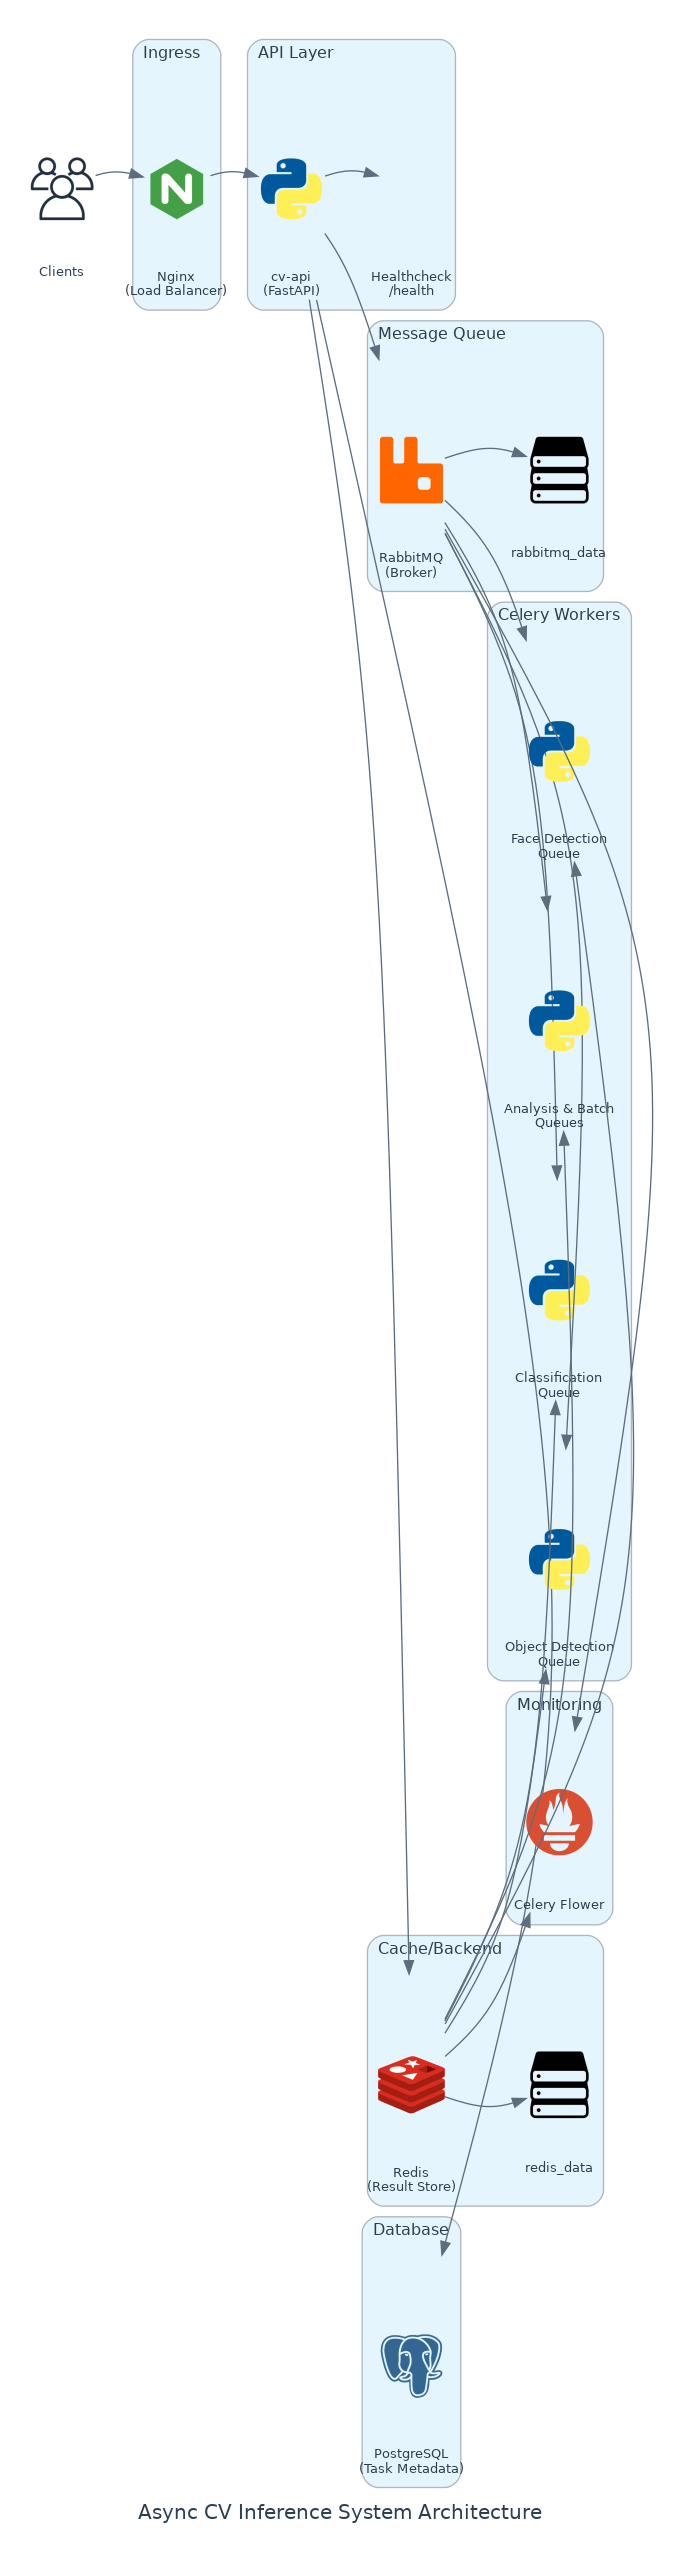 Ingress
API Layer
Clients
Nginx
(Load Balancer)
cv-api
(FastAPI)
Healthcheck
/health
Message Queue
RabbitMQ
(Broker)
rabbitmq_data
Celery Workers
Face Detection
Queue
Analysis & Batch
Queues
Classification
Queue
Object Detection
Queue
Monitoring
Celery Flower
Cache/Backend
Redis
(Result Store)
redis_data
Database
PostgreSQL
(Task Metadata)
Async CV Inference System Architecture